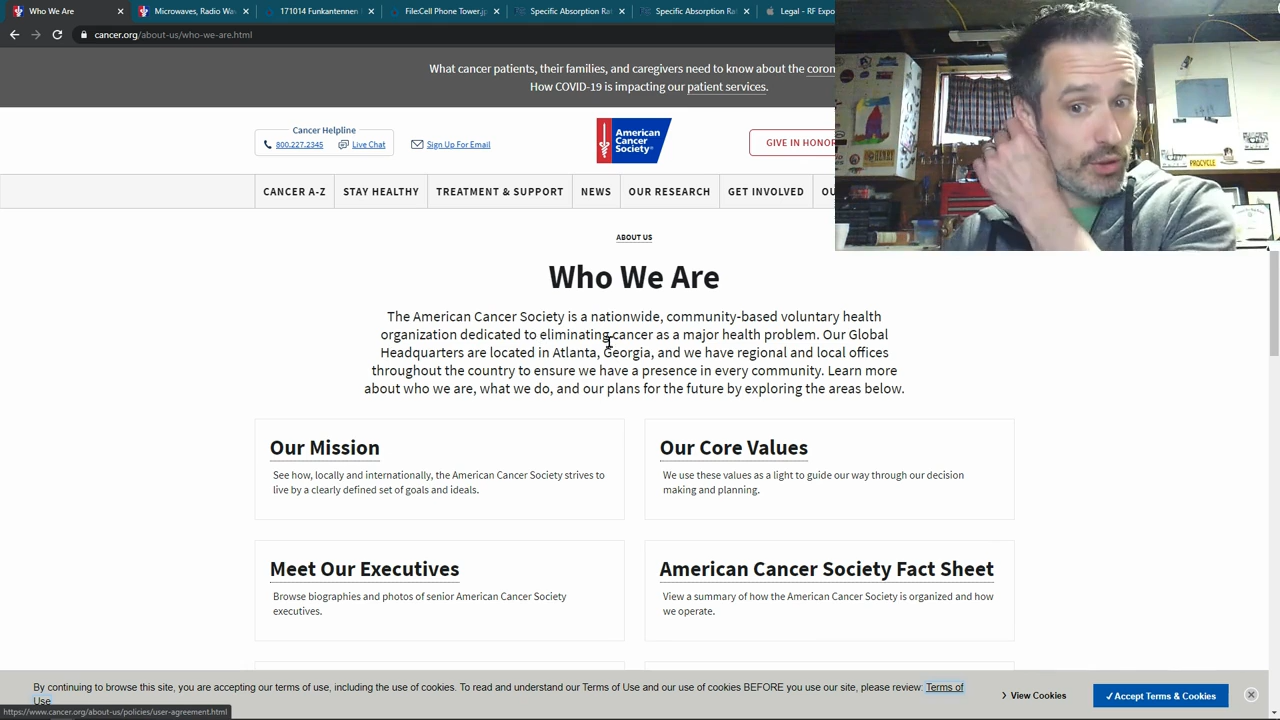 Who We Are
Microwaves, Radio Wa
171014 Funkantennen
FileCell Phone Tower.jp
Specific Absorption Rat
Specific Absorption Rat
Legal - RF Exp
cancer.org/about-us/who-we-are.html
What cancer patients, their families, and caregivers need to know about the coron
How COVID-19 is impacting our patient services.
Cancer Helpline
800.227.2345
Live Chat
Sign Up For Email
American
Cancer
Society®
GIVE IN HONOR
NCER A-Z
STAY HEALTHY
TREATMENT & SUPPORT
NEWS
OUR RESEARCH
GET INVOLVED
OU
PROCYCLE
HENRY
ABOUT US
Who We Are
The American Cancer Society is a nationwide, community-based voluntary health
organization dedicated to eliminating cancer as a major health problem. Our Global
Headquarters are located in Atlanta, Georgia, and we have regional and local offices
throughout the country to ensure we have a presence in every community. Learn more
about who we are, what we do, and our plans for the future by exploring the areas below.
Our Mission
See how, locally and internationally, the American Cancer Society strives to
live by a clearly defined set of goals and ideals.
Our Core Values
We use these values as a light to guide our way through our decision
making and planning.
Meet Our Executives
Browse biographies and photos of senior American Cancer Society
executives.
American Cancer Society Fact Sheet
View a summary of how the American Cancer Society is organized and how
we operate.
By continuing to browse this site, you are accepting our terms of use, including the use of cookies. To read and understand our Terms of Use and our use of cookies BEFORE you use our site, please review: Terms of
Use
View Cookies
✓Accept Terms & Cookies
https://www.cancer.org/about-us/policies/user-agreement.html